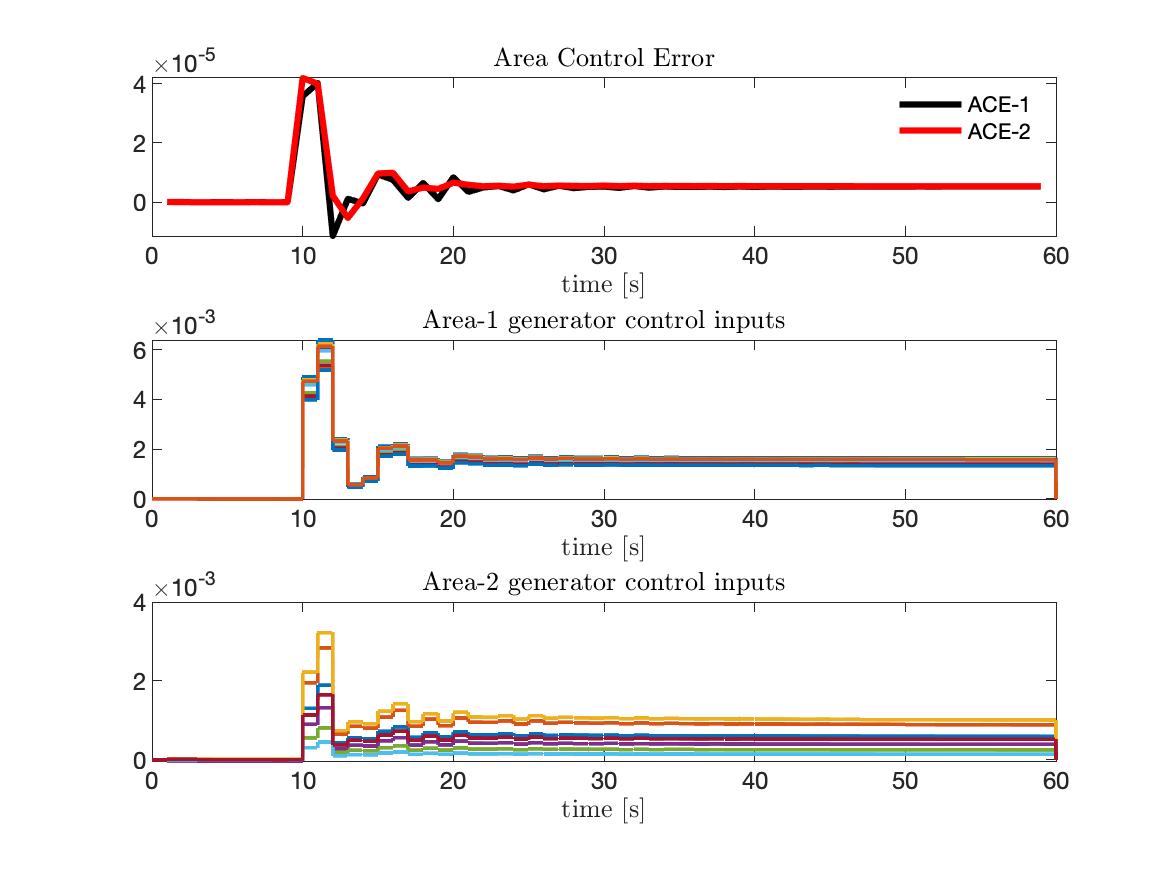 ×10-5
Area Control Error
4
2
0
ACE-1
ACE-2
0 10 20 30 40 50 60
time [s]
×10-3
Area-1 generator control inputs
6
4
2
0
0 10 20 30 40 50 60
time [s]
×10-3
Area-2 generator control inputs
4
2
0
0 10 20 30 40 50 60
time [s]